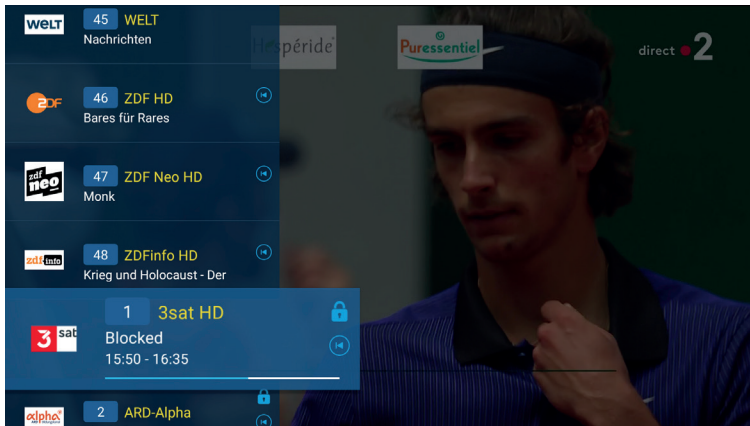 WELT
45 WELT
Nachrichten
ZDF
46 ZDF HD
Bares für Rares
zdf neo
47 ZDF Neo HD
Monk
zdf info
48 ZDFinfo HD
Krieg und Holocaust - Der
3 sat
1 3sat HD
Blocked
15:50 - 16:35
alpha
2 ARD-Alpha
Hespéride
Puressentiel
direct 2